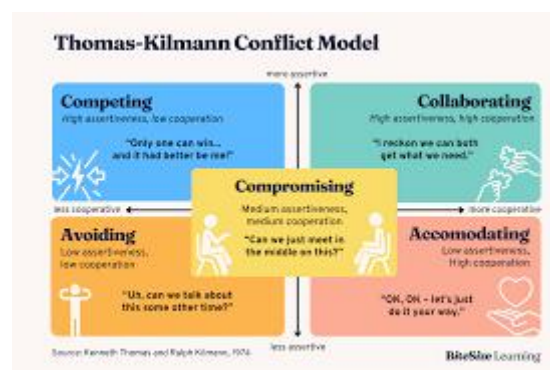 Thomas-Kilmann Conflict Model
more assertive
Competing
High assertiveness, low cooperation
"Only one can win...
and it had better be me!"
Collaborating
High assertiveness, high cooperation
"I reckon we can both
get what we need."
Compromising
Medium assertiveness,
medium cooperation
"Can we just meet in
the middle on this?"
less cooperative
more cooperative
Avoiding
Low assertiveness,
low cooperation
"Uh, can we talk about
this some other time?"
Accomodating
Low assertiveness,
High cooperation
"OK, OK – let's just
do it your way."
less assertive
Source: Kenneth Thomas and Ralph Kilmann, 1974
BiteSize Learning